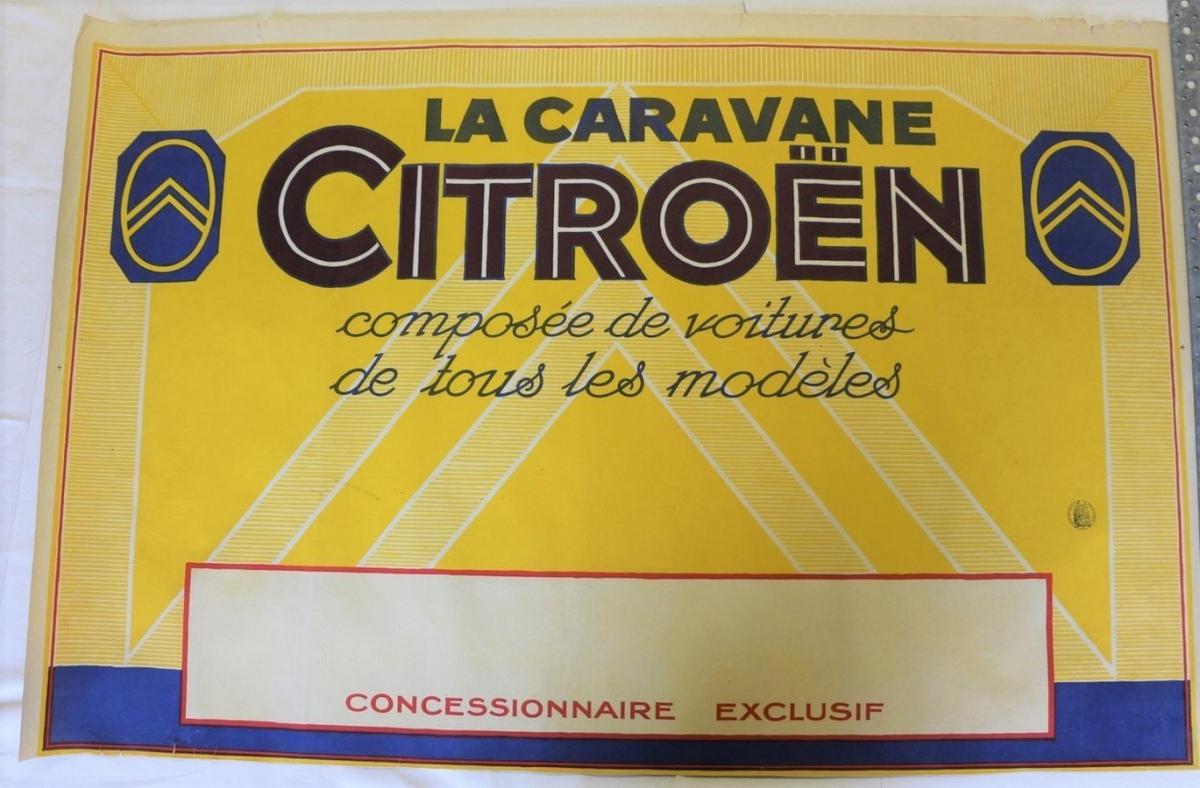 LA CARAVANE
CITROËN
composée de voitures
de tous les modèles
CONCESSIONNAIRE EXCLUSIF